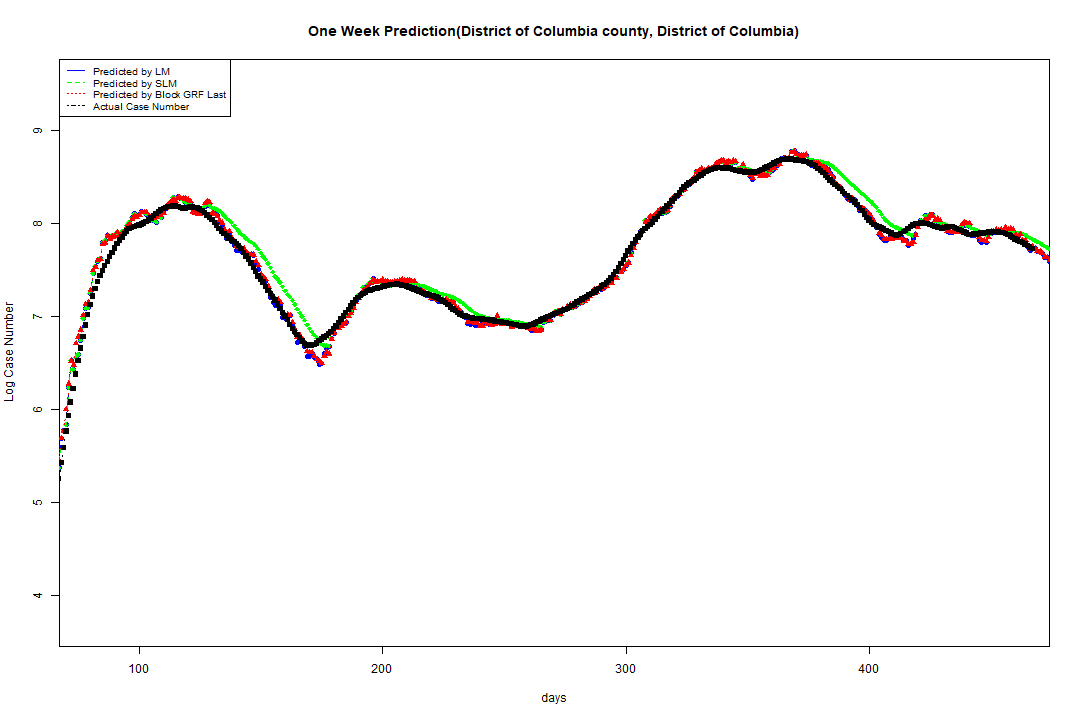 One Week Prediction(District of Columbia county, District of Columbia)
Predicted by LM
Predicted by SLM
Predicted by Block GRF Last
Actual Case Number
9
8
7
6
5
4
Log Case Number
100 200 300 400
days